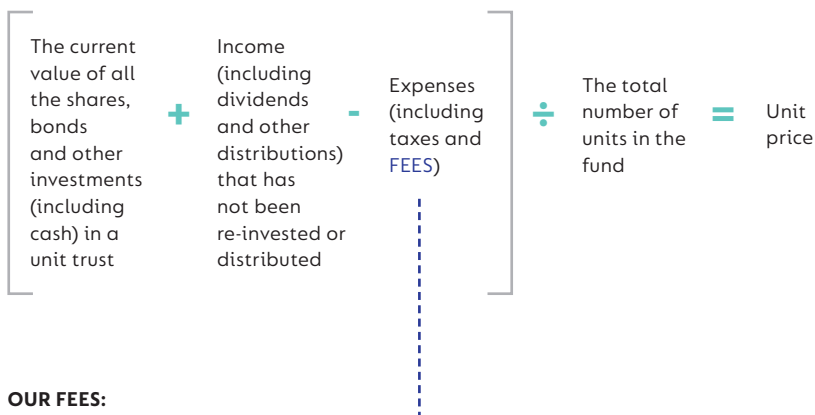 The current
value of all
the shares,
bonds
and other
investments
(including
cash) in a
unit trust
+
Income
(including
dividends
and other
distributions)
that has
not been
re-invested or
distributed
-
Expenses
(including
taxes and
FEES)
÷
The total
number of
units in the
fund
=
Unit
price
OUR FEES: